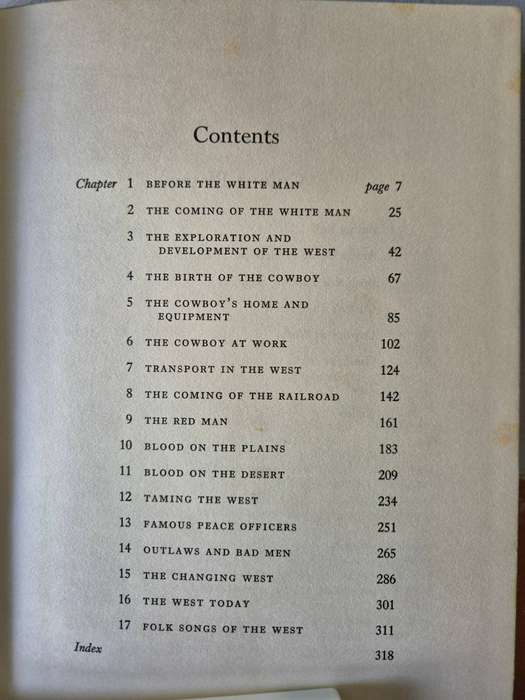 Contents
Chapter 1 BEFORE THE WHITE MAN page 7
2 THE COMING OF THE WHITE MAN 25
3 THE EXPLORATION AND
DEVELOPMENT OF THE WEST 42
4 THE BIRTH OF THE COWBOY 67
5 THE COWBOY'S HOME AND
EQUIPMENT 85
6 THE COWBOY AT WORK 102
7 TRANSPORT IN THE WEST 124
8 THE COMING OF THE RAILROAD 142
9 THE RED MAN 161
10 BLOOD ON THE PLAINS 183
11 BLOOD ON THE DESERT 209
12 TAMING THE WEST 234
13 FAMOUS PEACE OFFICERS 251
14 OUTLAWS AND BAD MEN 265
15 THE CHANGING WEST 286
16 THE WEST TODAY 301
17 FOLK SONGS OF THE WEST 311
Index 318